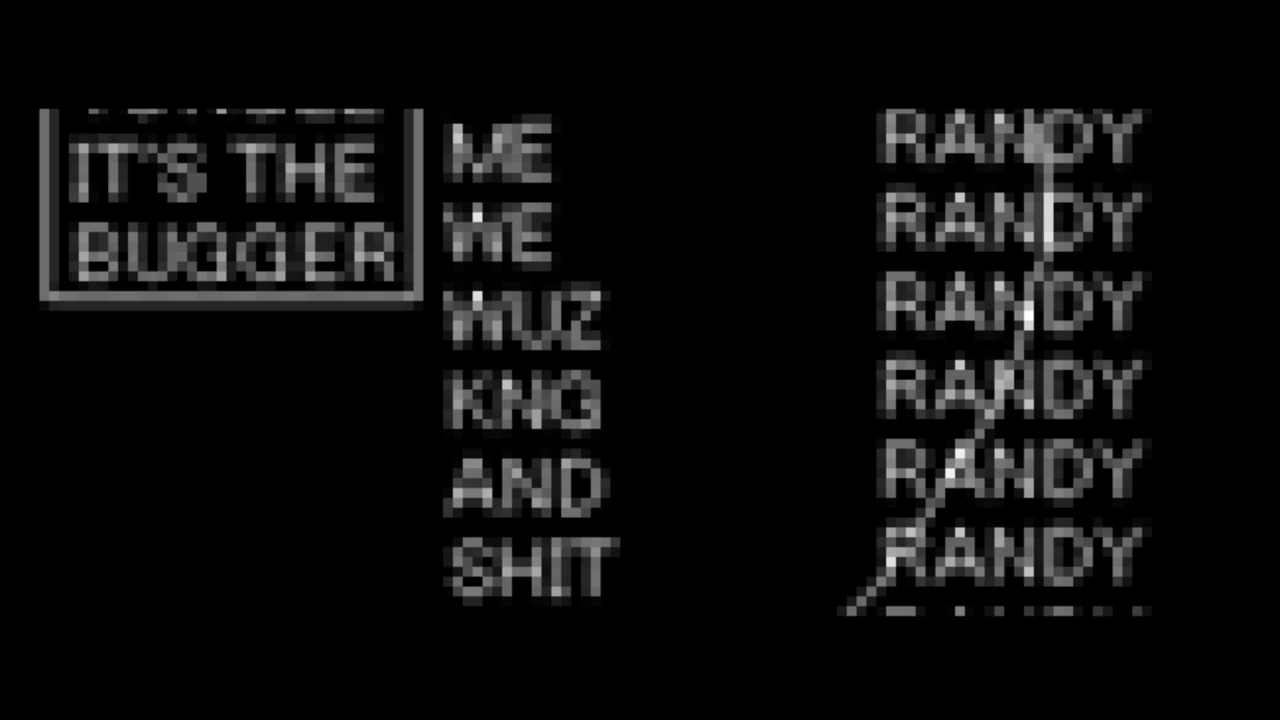 IT'S THE
BUGGER
ME
WE
WUZ
KNG
AND
SHIT
RANDY
RANDY
RANDY
RANDY
RANDY
RANDY